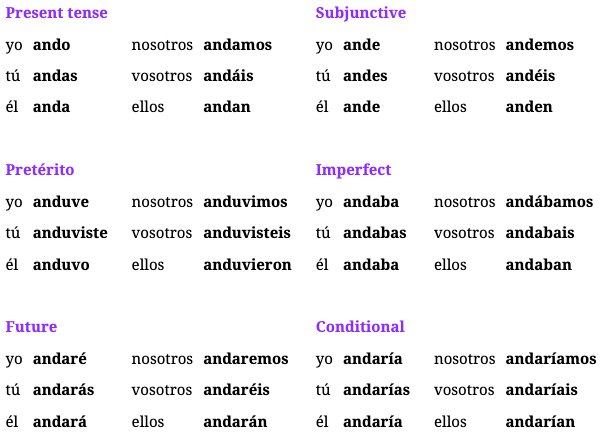 Present tense Subjunctive
yo ando nosotros andamos yo ande nosotros andemos
tú andas vosotros andáis tú andes vosotros andéis
él anda ellos andan él ande ellos anden
Pretérito Imperfect
yo anduve nosotros anduvimos yo andaba nosotros andábamos
tú anduviste vosotros anduvisteis tú andabas vosotros andabais
él anduvo ellos anduvieron él andaba ellos andaban
Future Conditional
yo andaré nosotros andaremos yo andaría nosotros andaríamos
tú andarás vosotros andaréis tú andarías vosotros andaríais
él andará ellos andarán él andaría ellos andarían